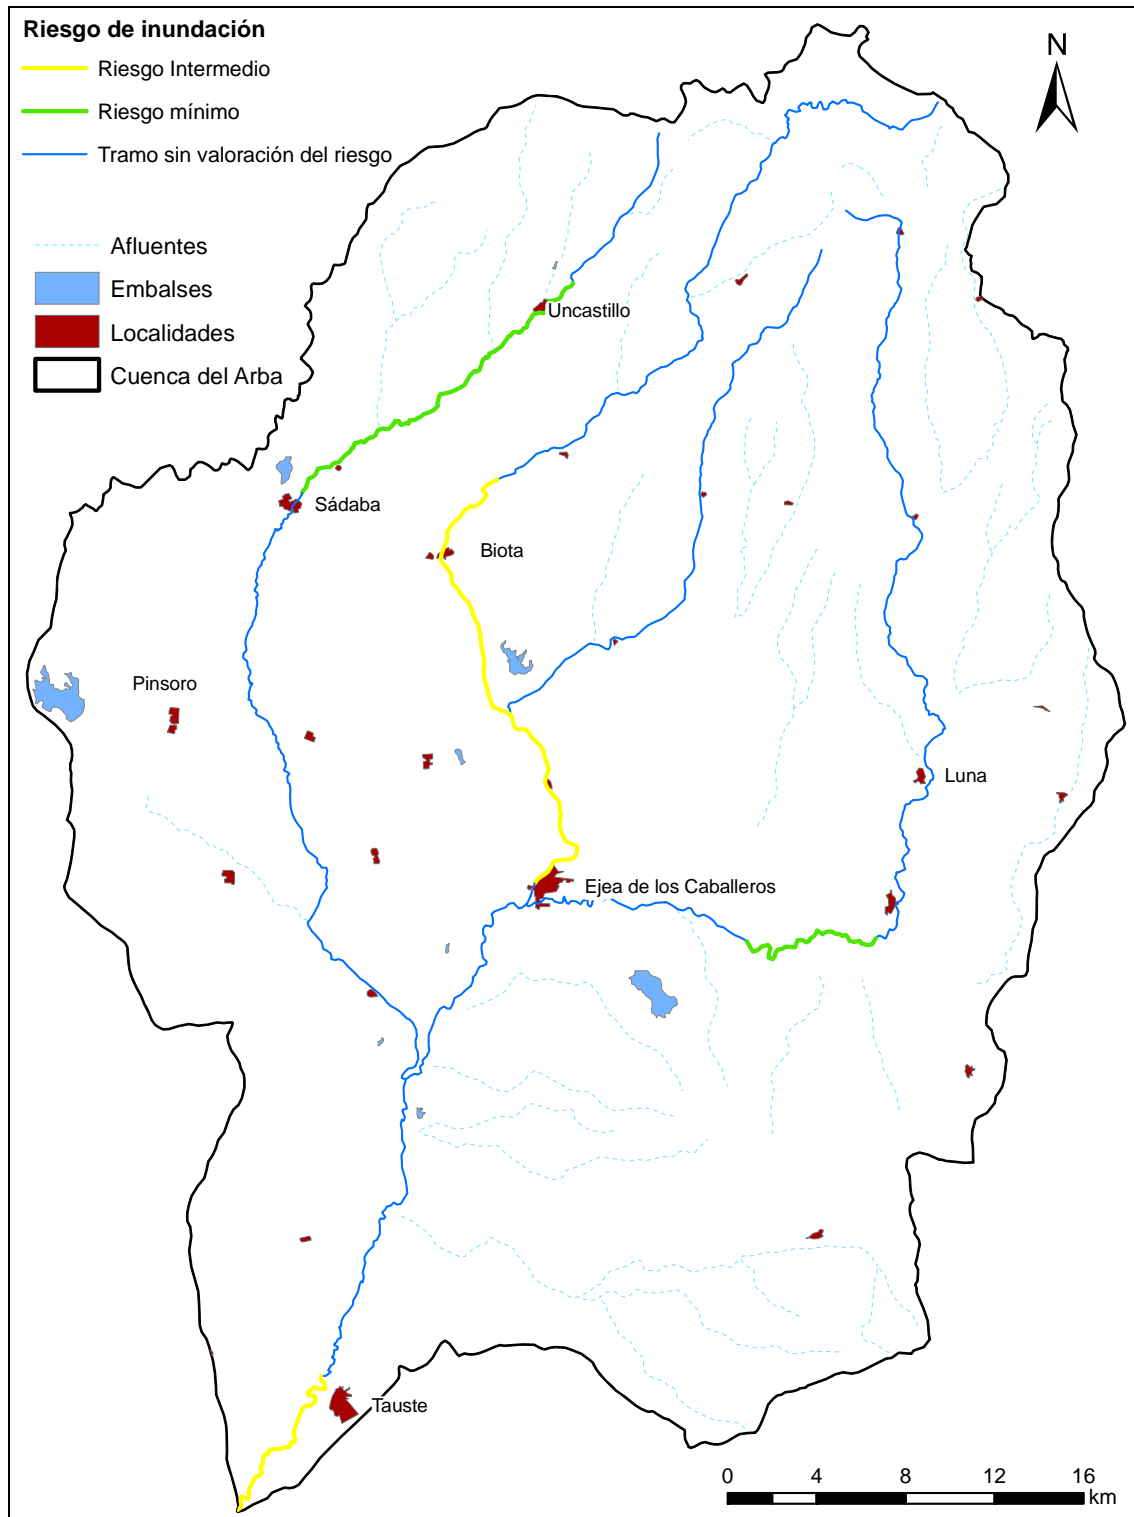 Riesgo de inundación
Riesgo Intermedio
Riesgo mínimo
Tramo sin valoración del riesgo
Afluentes
Embalses
Localidades
Cuenca del Arba
N
Uncastillo
Sádaba
Biota
Pinsoro
Luna
Ejea de los Caballeros
Tauste
0 4 8 12 16
km